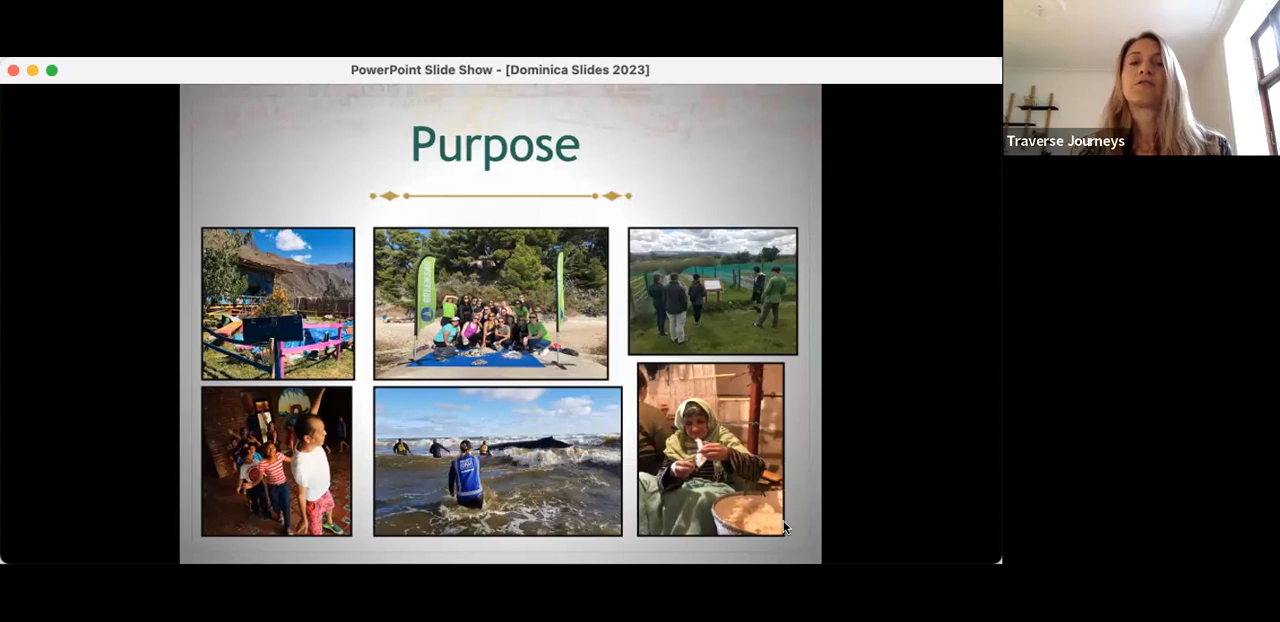 PowerPoint Slide Show - [Dominica Slides 2023]
Traverse Journeys
Purpose